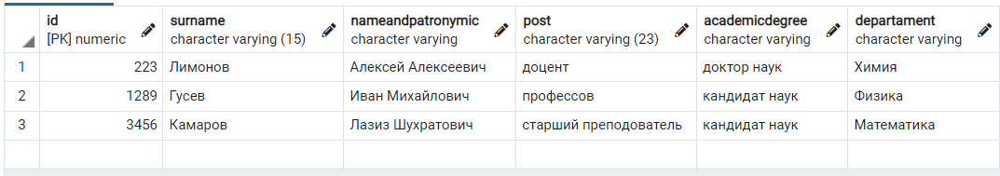 id surname nameandpatronymic post academicdegree departament
[PK] numeric character varying (15) character varying character varying (23) character varying character varying
1 223 Лимонов Алексей Алексеевич доцент доктор наук Химия
2 1289 Гусев Иван Михайлович профессов кандидат наук Физика
3 3456 Камаров Лазиз Шухратович старший преподователь кандидат наук Математика